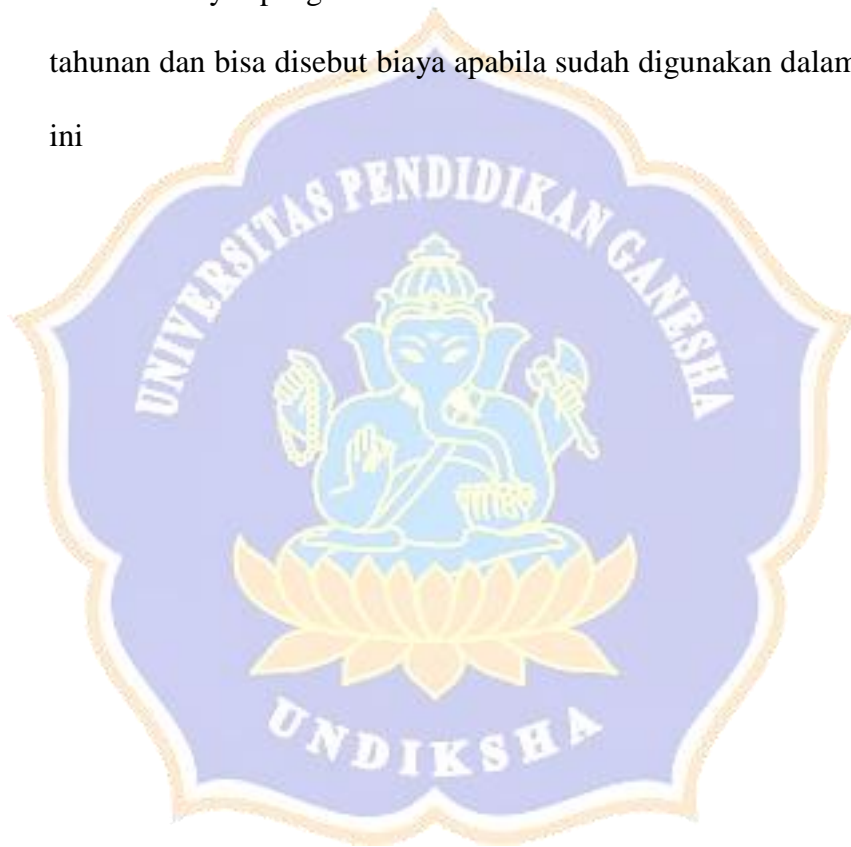 tahunan dan bisa disebut biaya apabila sudah digunakan dalam
ini
UNIVERSITAS PENDIDIKAN GANESHA
UNDIKSHA